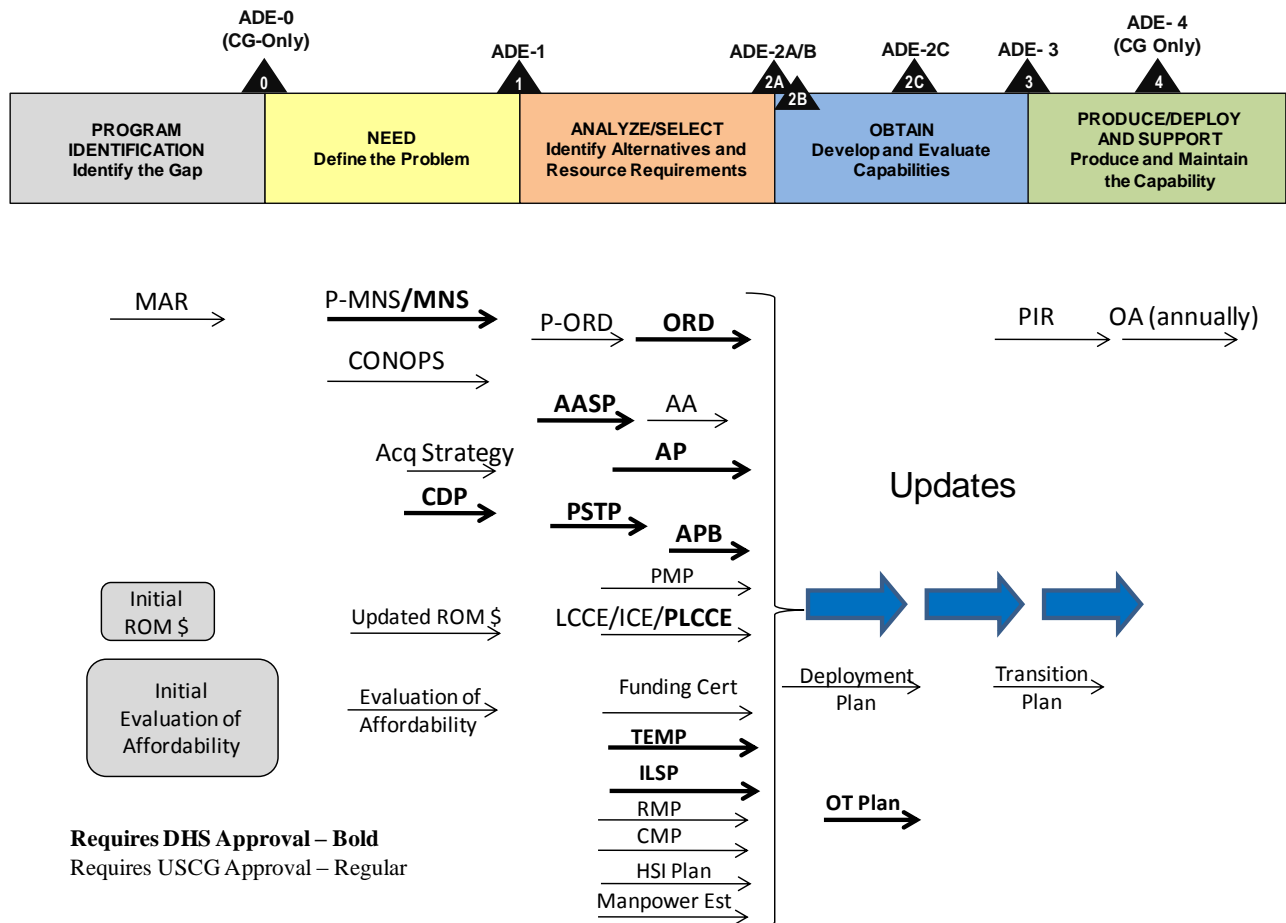 ADE-0
(CG-Only)
ADE-1
ADE-2A/B
ADE-2C
ADE- 3
ADE- 4
(CG Only)
0
1
2A
2B
2C
3
4
PROGRAM
IDENTIFICATION
Identify the Gap
NEED
Define the Problem
ANALYZE/SELECT
Identify Alternatives and
Resource Requirements
OBTAIN
Develop and Evaluate
Capabilities
PRODUCE/DEPLOY
AND SUPPORT
Produce and Maintain
the Capability
MAR
P-MNS/MNS
P-ORD
ORD
PIR
OA (annually)
CONOPS
AASP
AA
Acq Strategy
AP
CDP
PSTP
APB
Updates
PMP
Initial
ROM $
Updated ROM $
LCCE/ICE/PLCCE
Initial
Evaluation of
Affordability
Evaluation of
Affordability
Funding Cert
Deployment
Plan
Transition
Plan
TEMP
ILSP
RMP
OT Plan
CMP
HSI Plan
Manpower Est
Requires DHS Approval – Bold
Requires USCG Approval – Regular